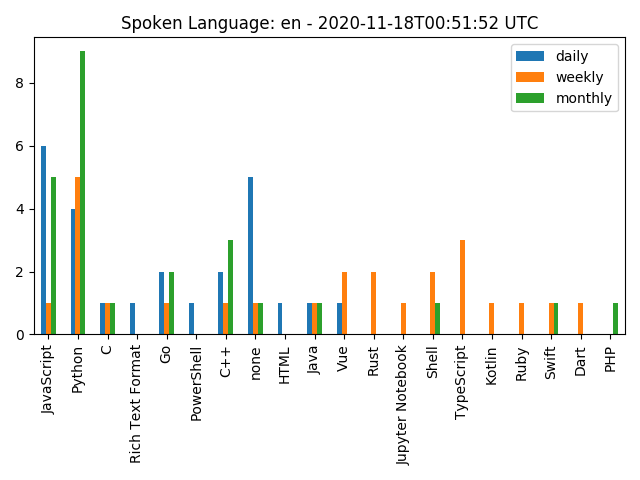 Spoken Language: en - 2020-11-18T00:51:52 UTC
daily
weekly
monthly
8
6
4
2
0
JavaScript
Python
C
Rich Text Format
Go
PowerShell
C++
none
HTML
Java
Vue
Rust
Jupyter Notebook
Shell
TypeScript
Kotlin
Ruby
Swift
Dart
PHP